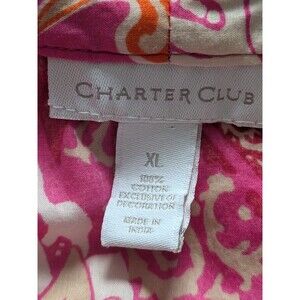 CHARTER CLUB
XL
100%
COTTON
EXCLUSIVE OF
DECORATION
MADE IN
INDIA